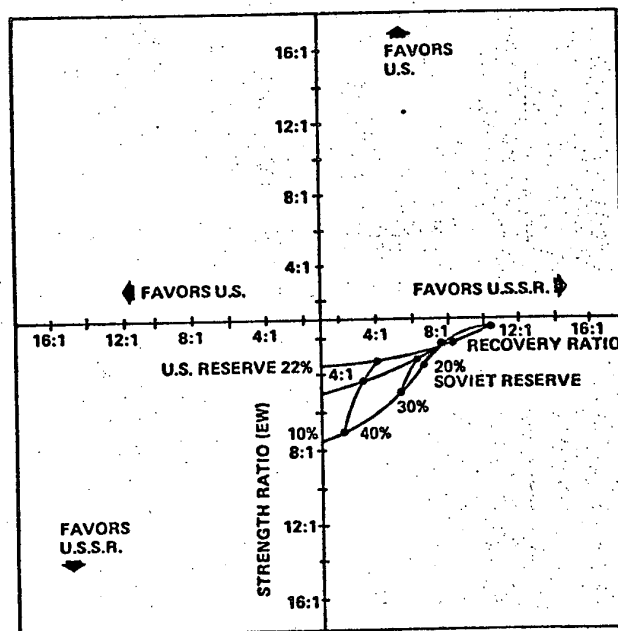 16:1
FAVORS
U.S.
12:1
8:1
4:1
FAVORS U.S.
FAVORS U.S.S.R.
16:1 12:1 8:1 4:1
4:1 8:1 12:1 16:1
RECOVERY RATIO
U.S. RESERVE 22%
4:1
20%
SOVIET RESERVE
30%
10%
40%
8:1
STRENGTH RATIO (EW)
12:1
FAVORS
U.S.S.R.
16:1